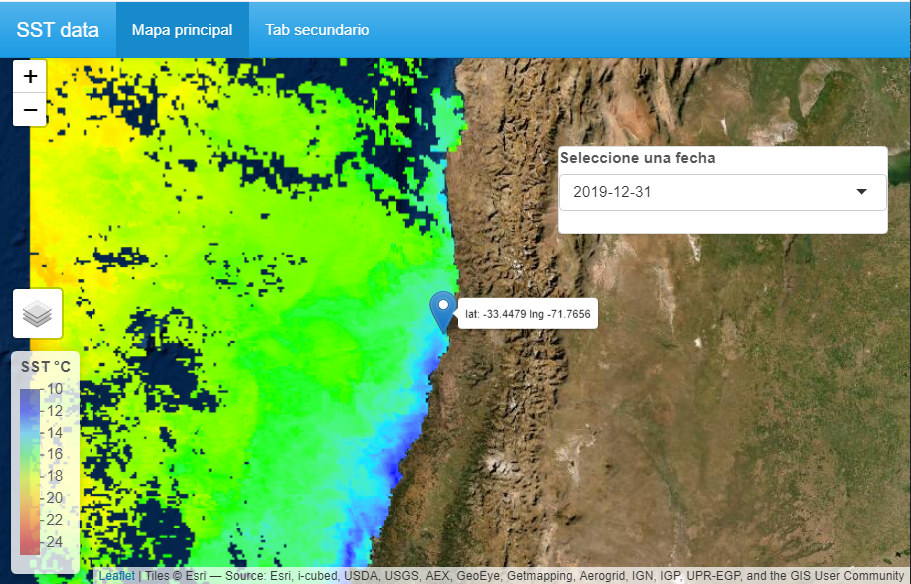 SST data
Mapa principal
Tab secundario
+
−
Seleccione una fecha
2019-12-31
lat: -33.4479 lng -71.7656
SST °C
10
12
14
16
18
20
22
24
Leaflet | Tiles © Esri — Source: Esri, i-cubed, USDA, USGS, AEX, GeoEye, Getmapping, Aerogrid, IGN, IGP, UPR-EGP, and the GIS User Community